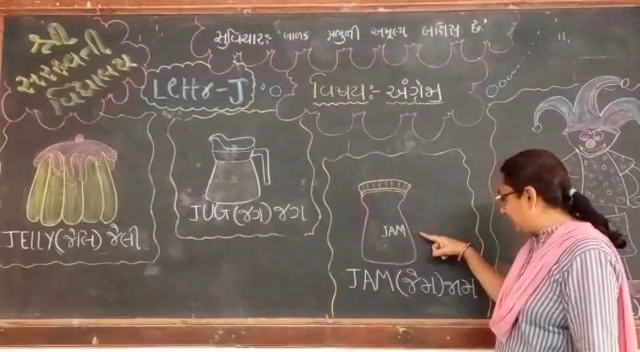 શ્રી
સરસ્વતી
વિદ્યાલય
સુવિચાર:- 'બાળક પ્રભુની અમૂલ્ય બક્ષિસ છે.'
Letter-J
વિષય:- અંગ્રેજી
JELLY(જેલિ) જેલી
JUG(જગ) જગ
JAM
JAM(જેમ) જામ